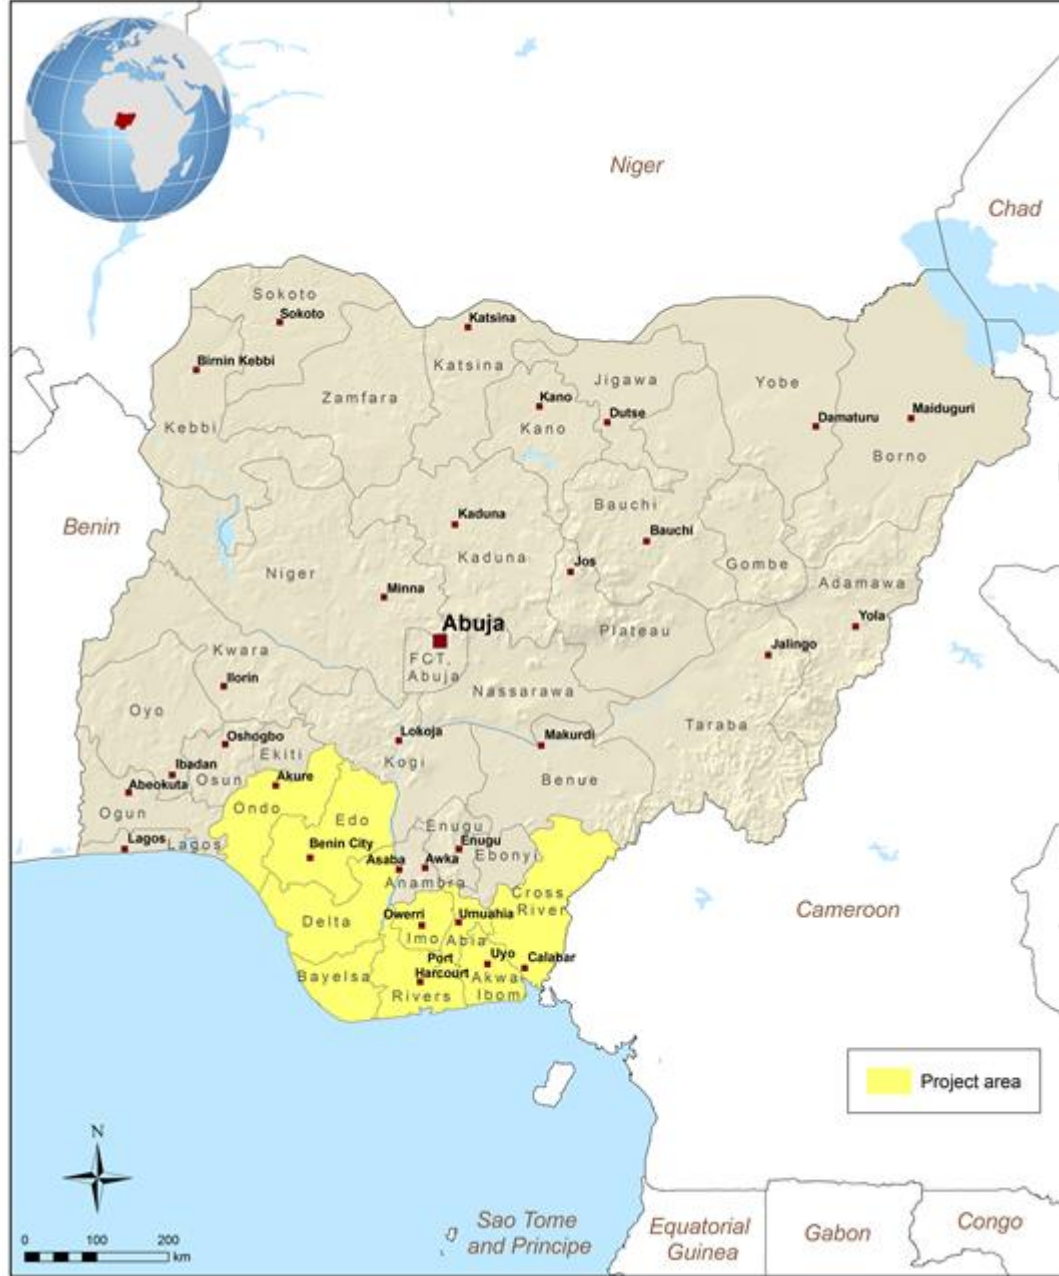 Niger
Chad
Sokoto
Sokoto
Katsina
Birnin Kebbi
Katsina
Jigawa
Yobe
Zamfara
Kano
Dutse
Damaturu
Maiduguri
Kebbi
Kano
Borno
Benin
Kaduna
Bauchi
Bauchi
Kaduna
Jos
Gombe
Niger
Adamawa
Minna
Abuja
Yola
Plateau
Kwara
Jalingo
FCT,
Abuja
Ilorin
Nassarawa
Oyo
Taraba
Oshogbo
Lokoja
Makurdi
Ekiti
Kogi
Ibadan
Osun
Akure
Benue
Abeokuta
Ondo
Ogun
Edo
Enugu
Lagos
Lagos
Benin City
Enugu
Ebonyi
Asaba
Awka
Anambra
Cross
River
Cameroon
Delta
Owerri
Umuahia
Imo
Abia
Port
Harcourt
Uyo
Calabar
Bayelsa
Akwa
Ibom
Rivers
Project area
N
0 100 200
km
Sao Tome
and Principe
Equatorial
Guinea
Gabon
Congo